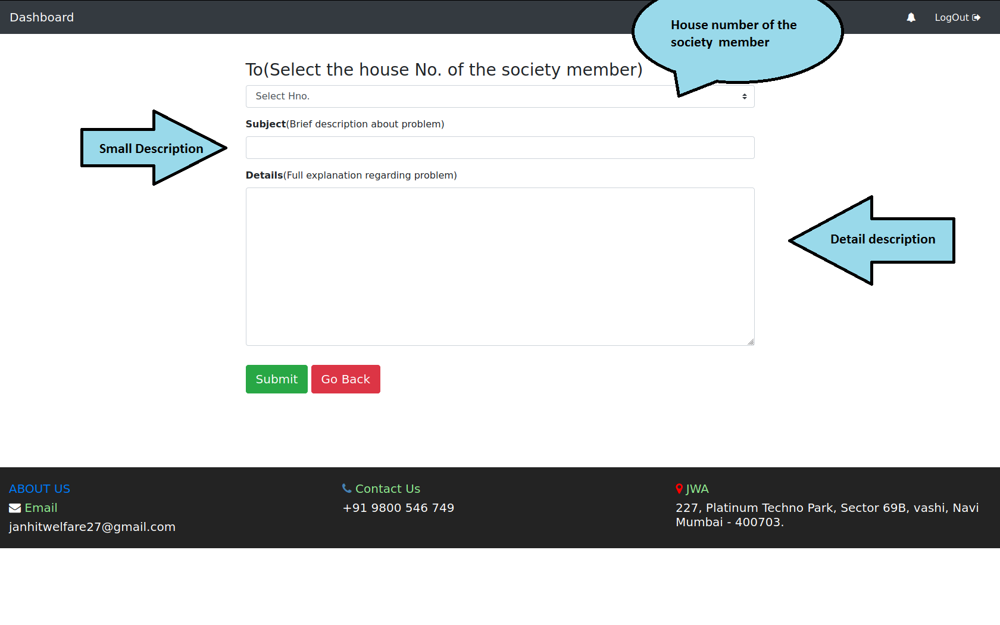 Dashboard
House number of the
society member
LogOut
To(Select the house No. of the society member)
Select Hno.
Subject(Brief description about problem)
Small Description
Details(Full explanation regarding problem)
Detail description
Submit
Go Back
ABOUT US
Email
janhitwelfare27@gmail.com
Contact Us
+91 9800 546 749
JWA
227, Platinum Techno Park, Sector 69B, vashi, Navi
Mumbai - 400703.